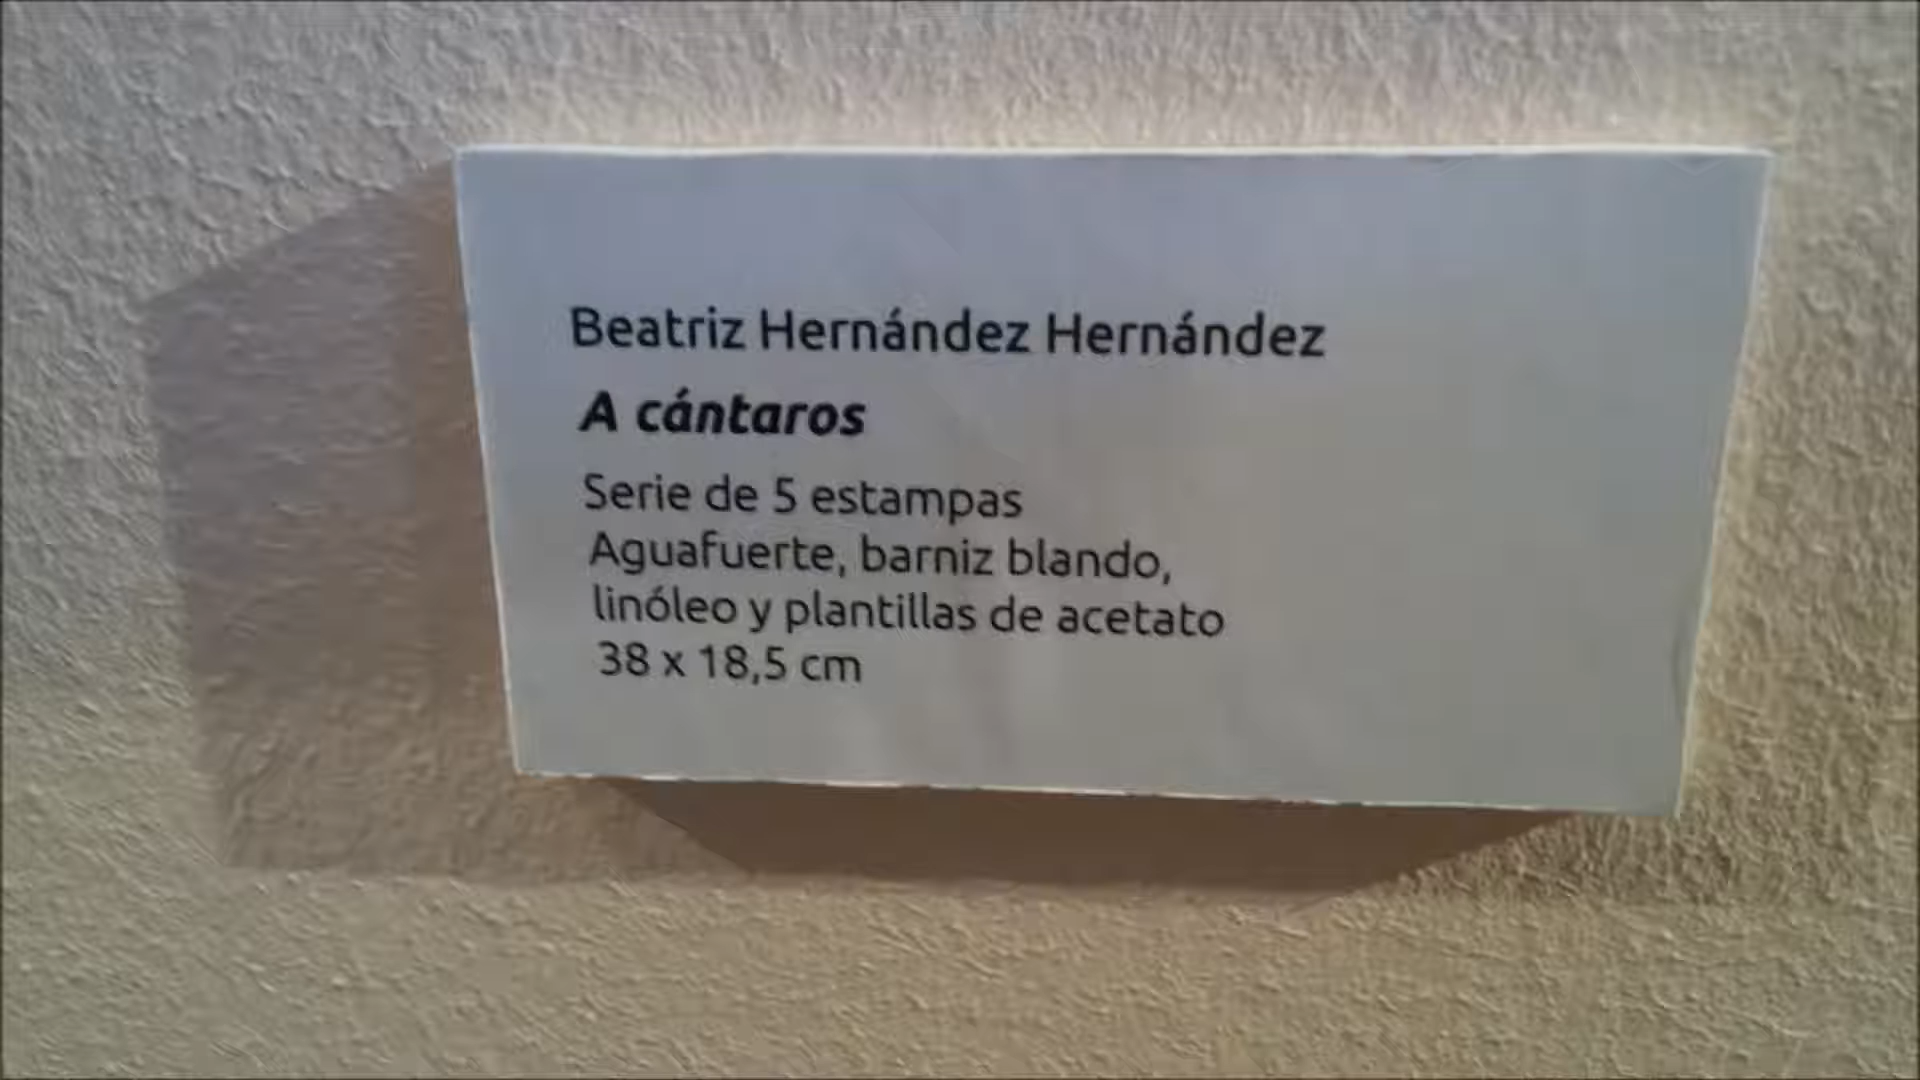 Beatriz Hernández Hernández
A cántaros
Serie de 5 estampas
Aguafuerte, barniz blando,
linóleo y plantillas de acetato
38 x 18,5 cm